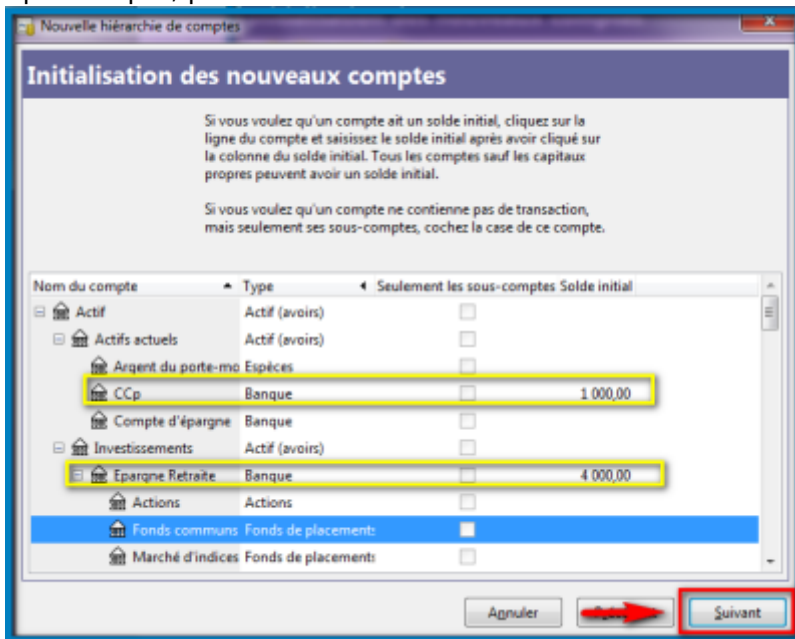 Nouvelle hiérarchie de comptes
Initialisation des nouveaux comptes
Si vous voulez qu'un compte ait un solde initial, cliquez sur la
ligne du compte et saisissez le solde initial après avoir cliqué sur
la colonne du solde initial. Tous les comptes sauf les capitaux
propres peuvent avoir un solde initial.
Si vous voulez qu'un compte ne contienne pas de transaction,
mais seulement ses sous-comptes, cochez la case de ce compte.
Nom du compte Type Seulement les sous-comptes Solde initial
Actif Actif (avoirs)
Actifs actuels Actif (avoirs)
Argent du porte-mo Espèces
CCp Banque 1 000,00
Compte d'épargne Banque
Investissements Actif (avoirs)
Epargne Retraite Banque 4 000,00
Actions Actions
Fonds communs Fonds de placements
Marché d'indices Fonds de placements
Annuler Suivant